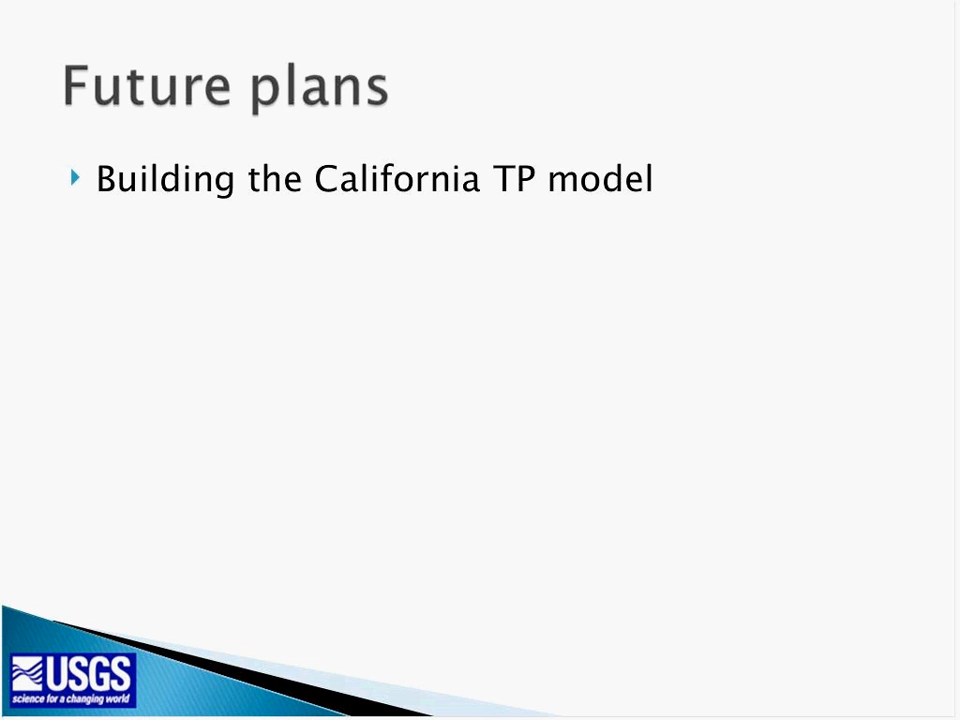 Future plans
Building the California TP model
USGS
science for a changing world